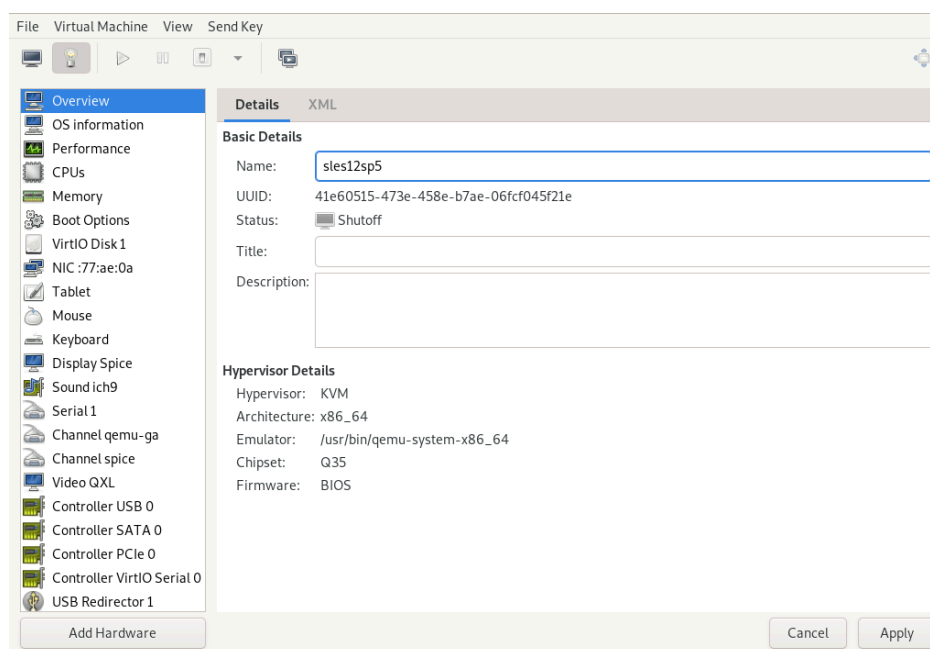 File Virtual Machine View Send Key
Overview
OS information
Performance
CPUs
Memory
Boot Options
VirtIO Disk 1
NIC :77:ae:0a
Tablet
Mouse
Keyboard
Display Spice
Sound ich9
Serial 1
Channel qemu-ga
Channel spice
Video QXL
Controller USB 0
Controller SATA 0
Controller PCIe 0
Controller VirtIO Serial 0
USB Redirector 1
Add Hardware
Details XML
Basic Details
Name: sles12sp5
UUID: 41e60515-473e-458e-b7ae-06fcf045f21e
Status: Shutoff
Title:
Description:
Hypervisor Details
Hypervisor: KVM
Architecture: x86_64
Emulator: /usr/bin/qemu-system-x86_64
Chipset: Q35
Firmware: BIOS
Cancel Apply